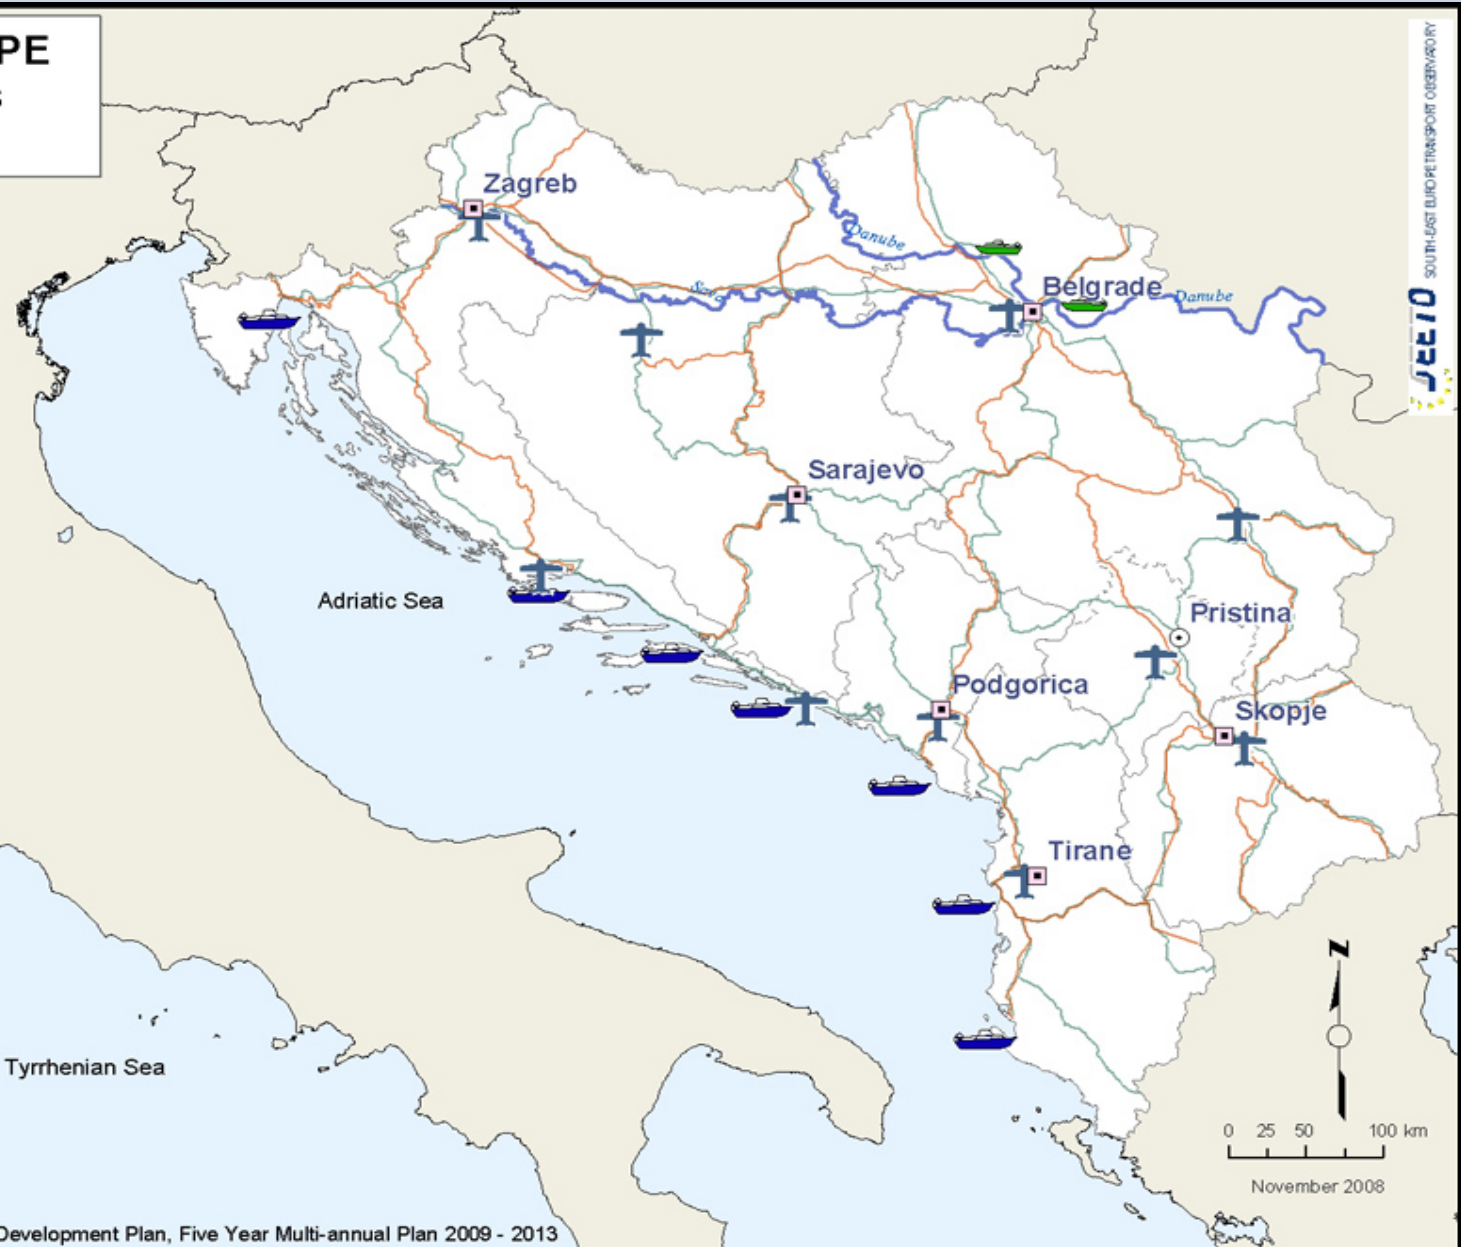 PE
S
Zagreb
Danube
Sava
Belgrade
Danube
SOUTH-EAST EUROPE TRANSPORT OBSERVATORY
SEETO
Sarajevo
Adriatic Sea
Pristina
Podgorica
Skopje
Tirane
N
Tyrrhenian Sea
0 25 50 100 km
November 2008
Development Plan, Five Year Multi-annual Plan 2009 - 2013